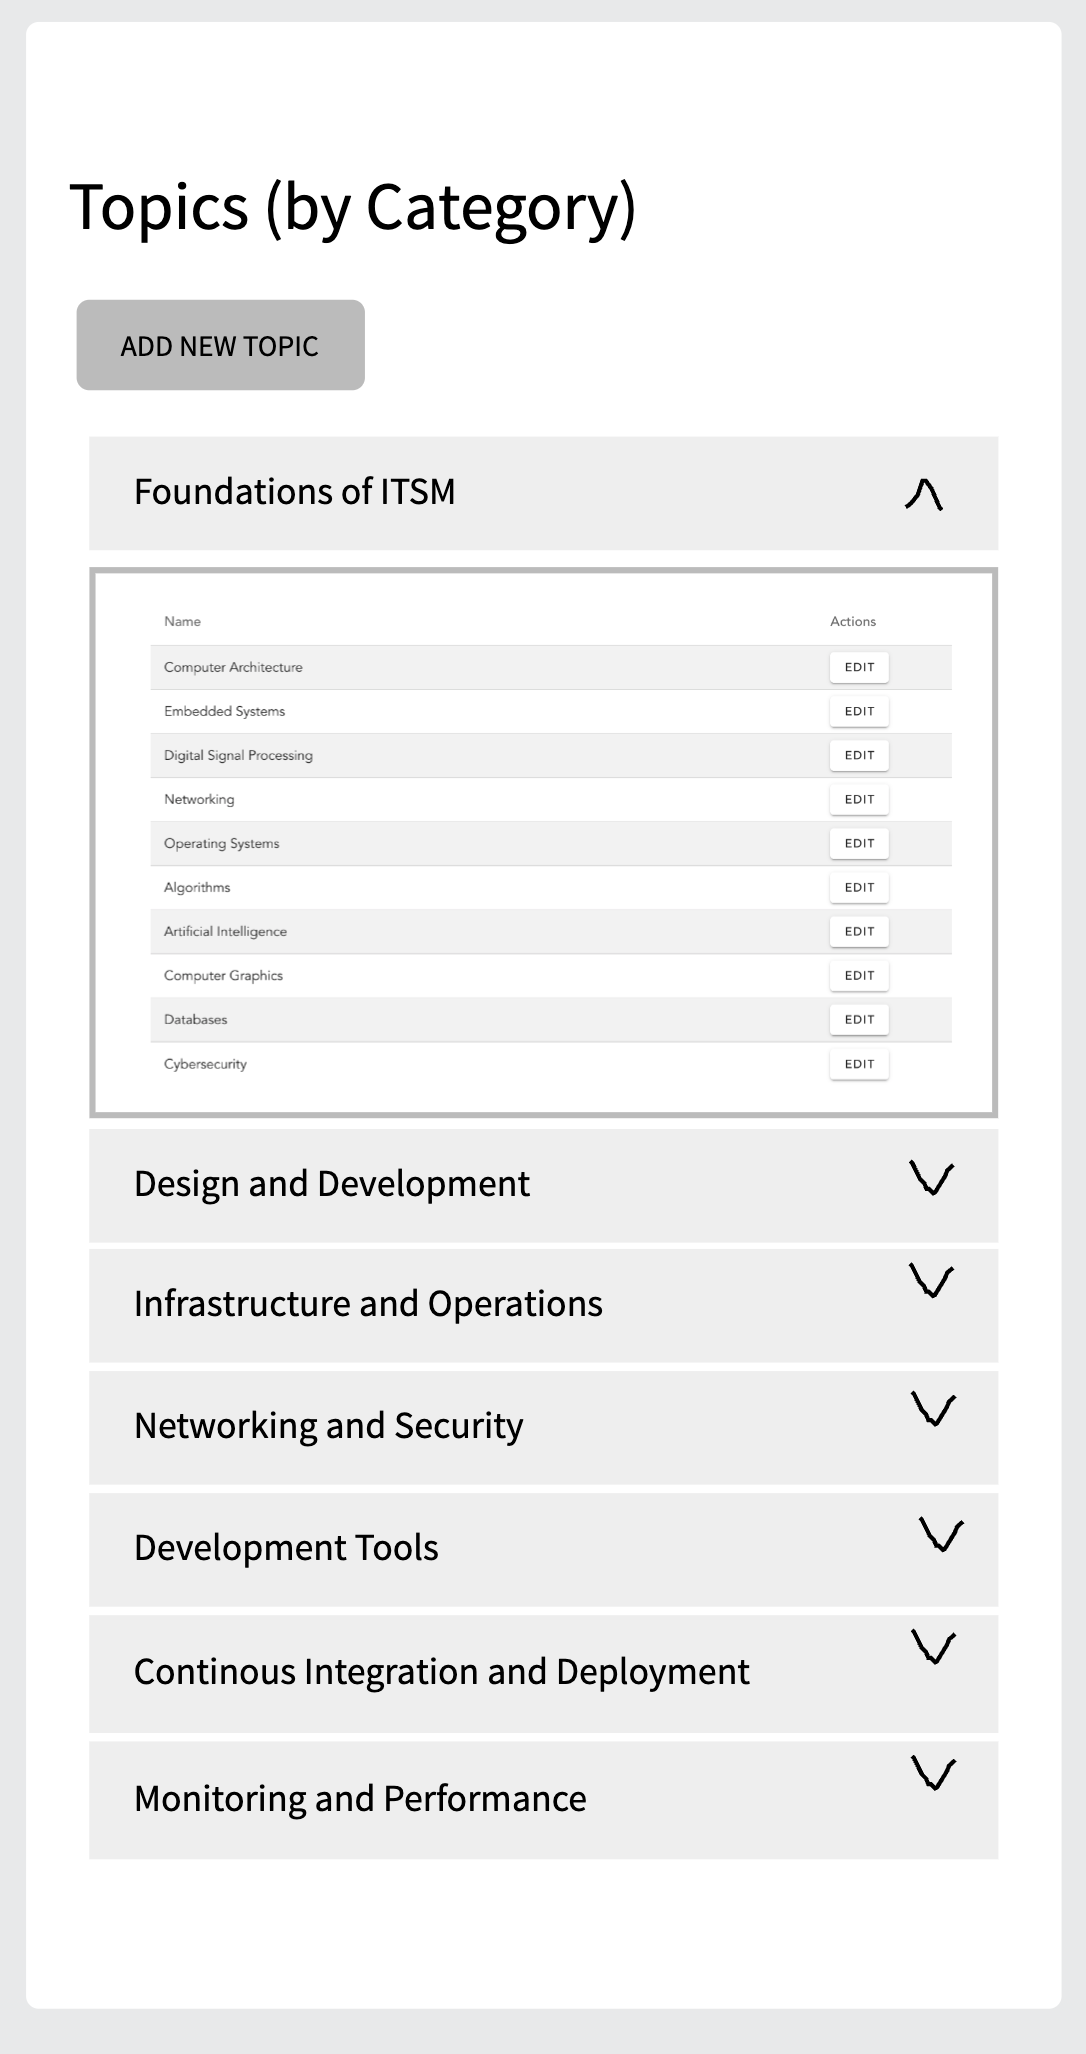 Topics (by Category)
ADD NEW TOPIC
Foundations of ITSM
Name Actions
Computer Architecture EDIT
Embedded Systems EDIT
Digital Signal Processing EDIT
Networking EDIT
Operating Systems EDIT
Algorithms EDIT
Artificial Intelligence EDIT
Computer Graphics EDIT
Databases EDIT
Cybersecurity EDIT
Design and Development
Infrastructure and Operations
Networking and Security
Development Tools
Continous Integration and Deployment
Monitoring and Performance